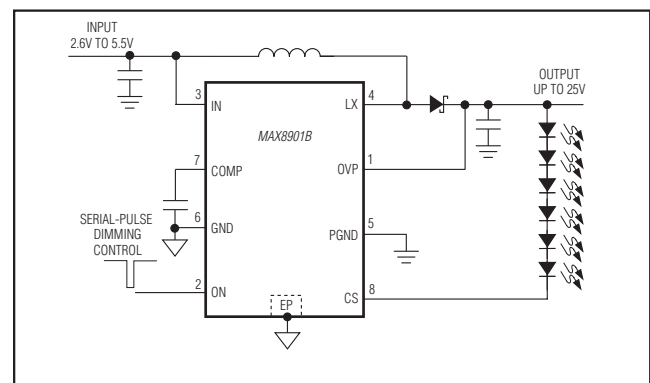 INPUT
2.6V TO 5.5V
OUTPUT
UP TO 25V
3
IN
LX
4
MAX8901B
7
COMP
OVP
1
SERIAL-PULSE
DIMMING
CONTROL
6
GND
PGND
5
2
ON
EP
CS
8